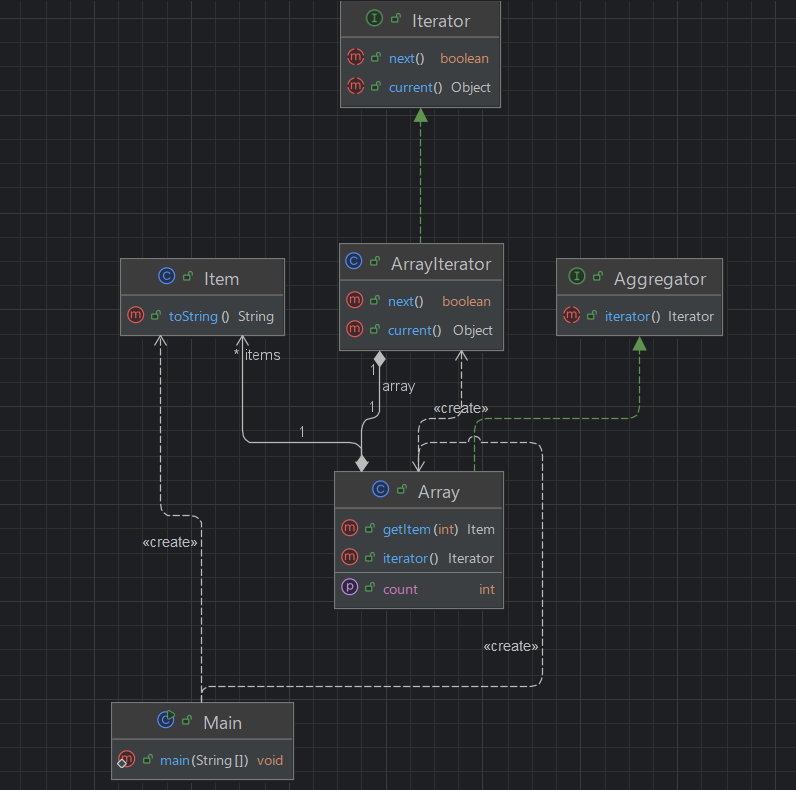 Iterator
next() boolean
current() Object
Item
toString() String
ArrayIterator
next() boolean
current() Object
Aggregator
iterator() Iterator
* items
1
array
1
1
«create»
Array
getItem(int) Item
iterator() Iterator
count int
«create»
«create»
Main
main(String[]) void